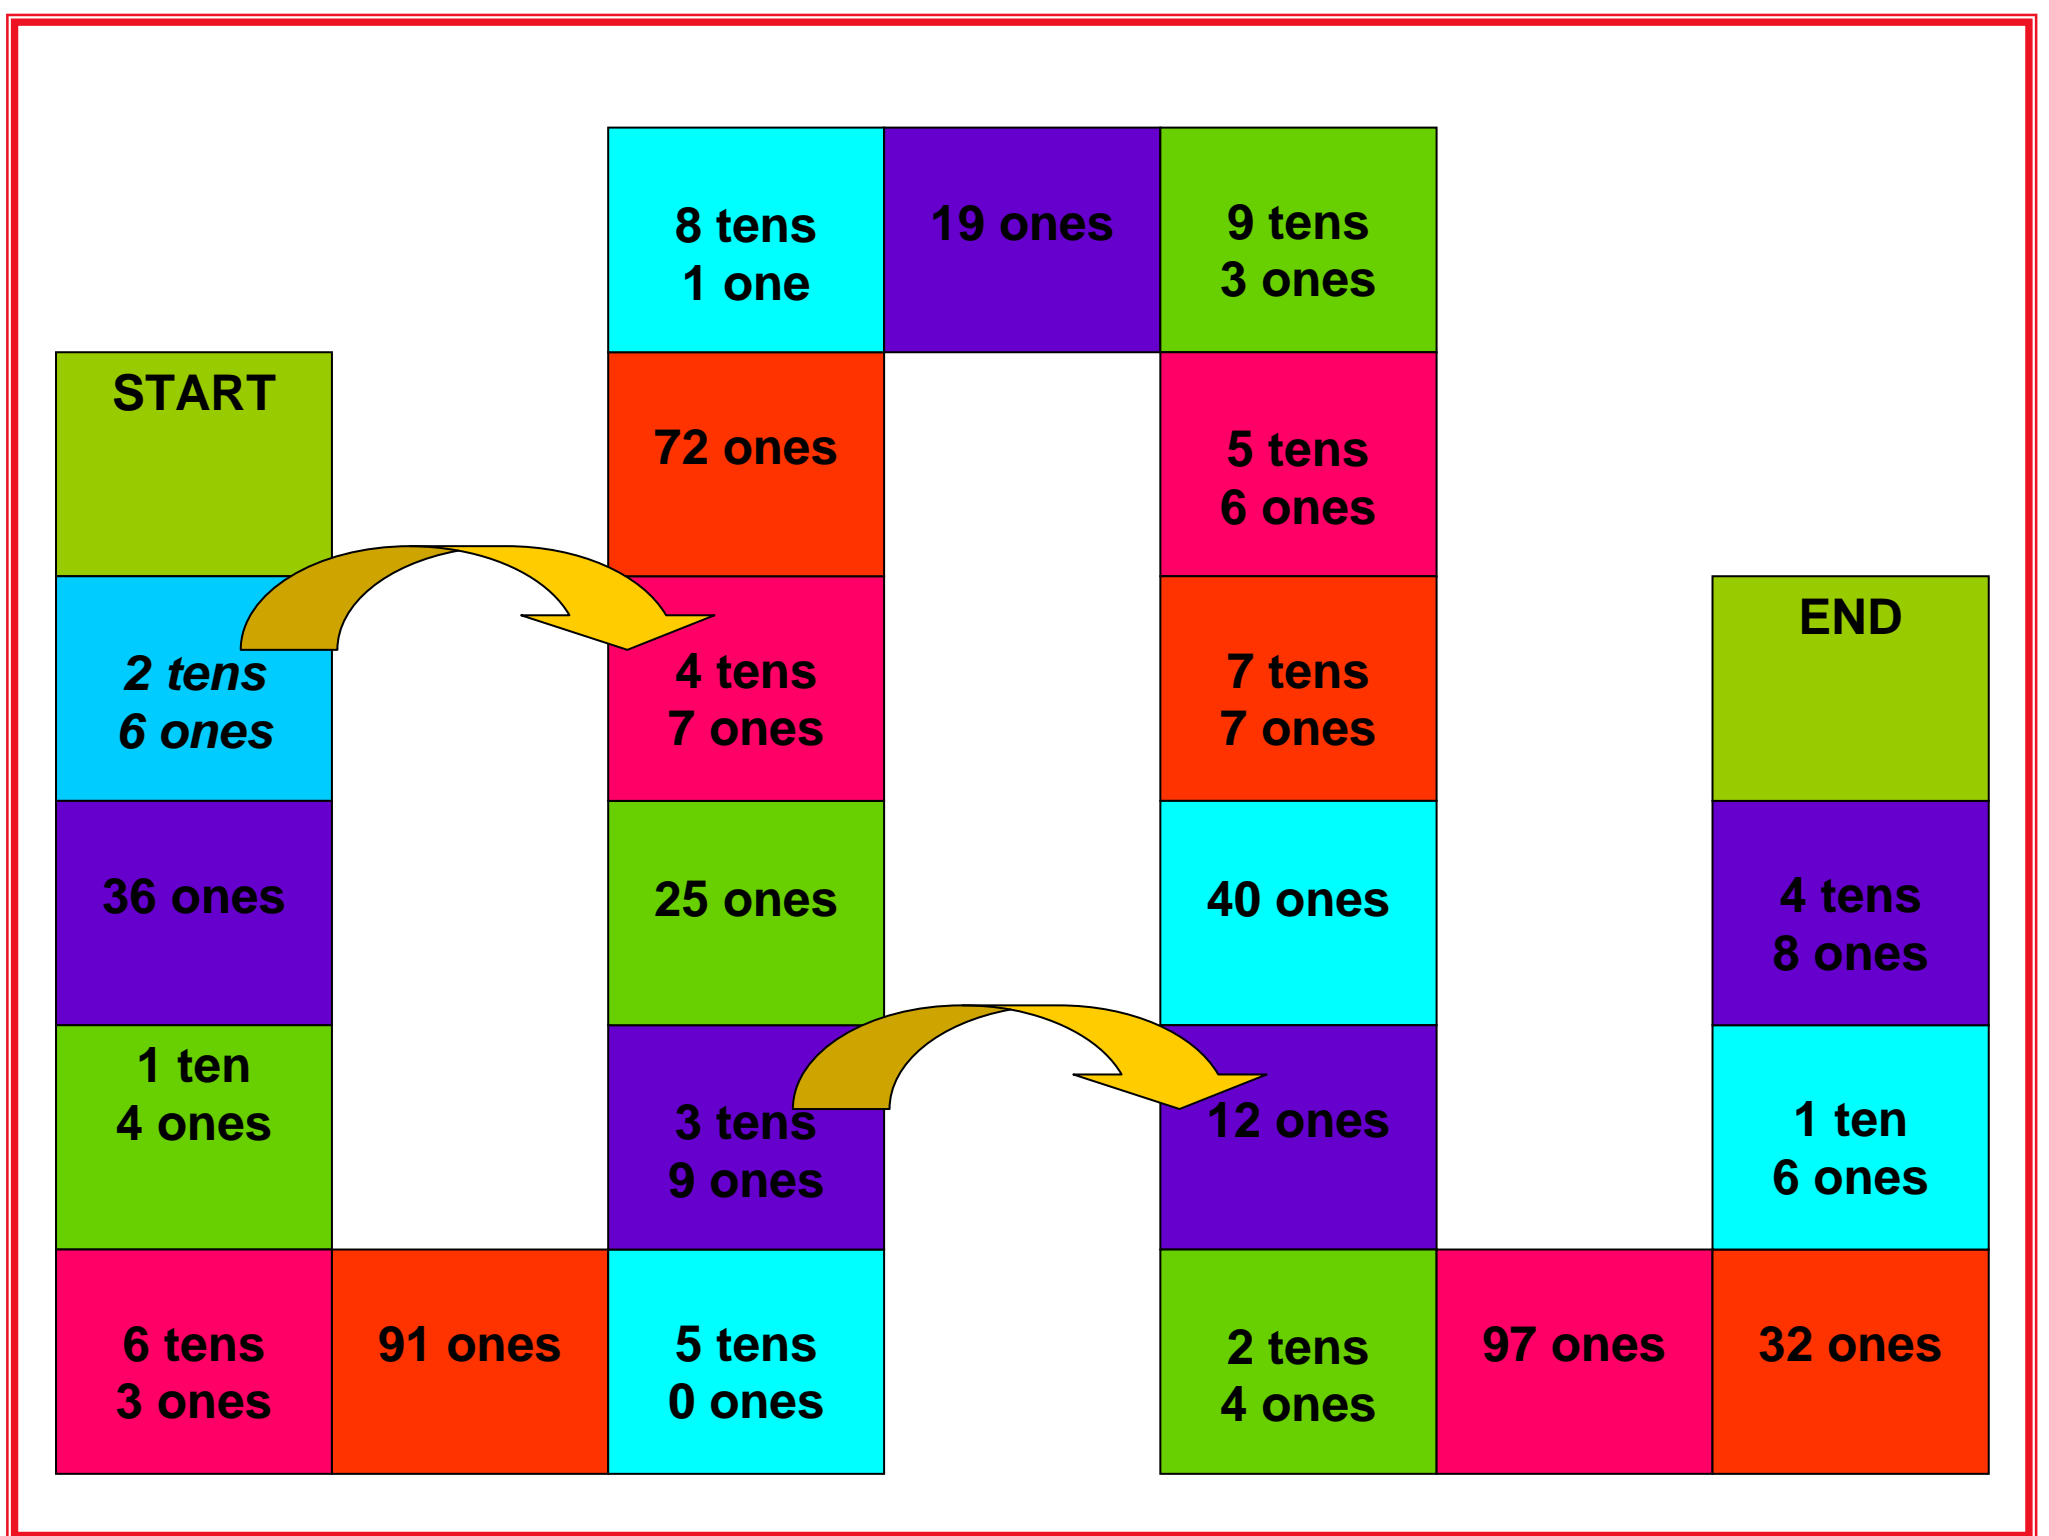 START
2 tens
6 ones
36 ones
1 ten
4 ones
6 tens
3 ones
91 ones
5 tens
0 ones
3 tens
9 ones
25 ones
4 tens
7 ones
72 ones
8 tens
1 one
19 ones
9 tens
3 ones
5 tens
6 ones
7 tens
7 ones
40 ones
12 ones
2 tens
4 ones
97 ones
32 ones
1 ten
6 ones
4 tens
8 ones
END